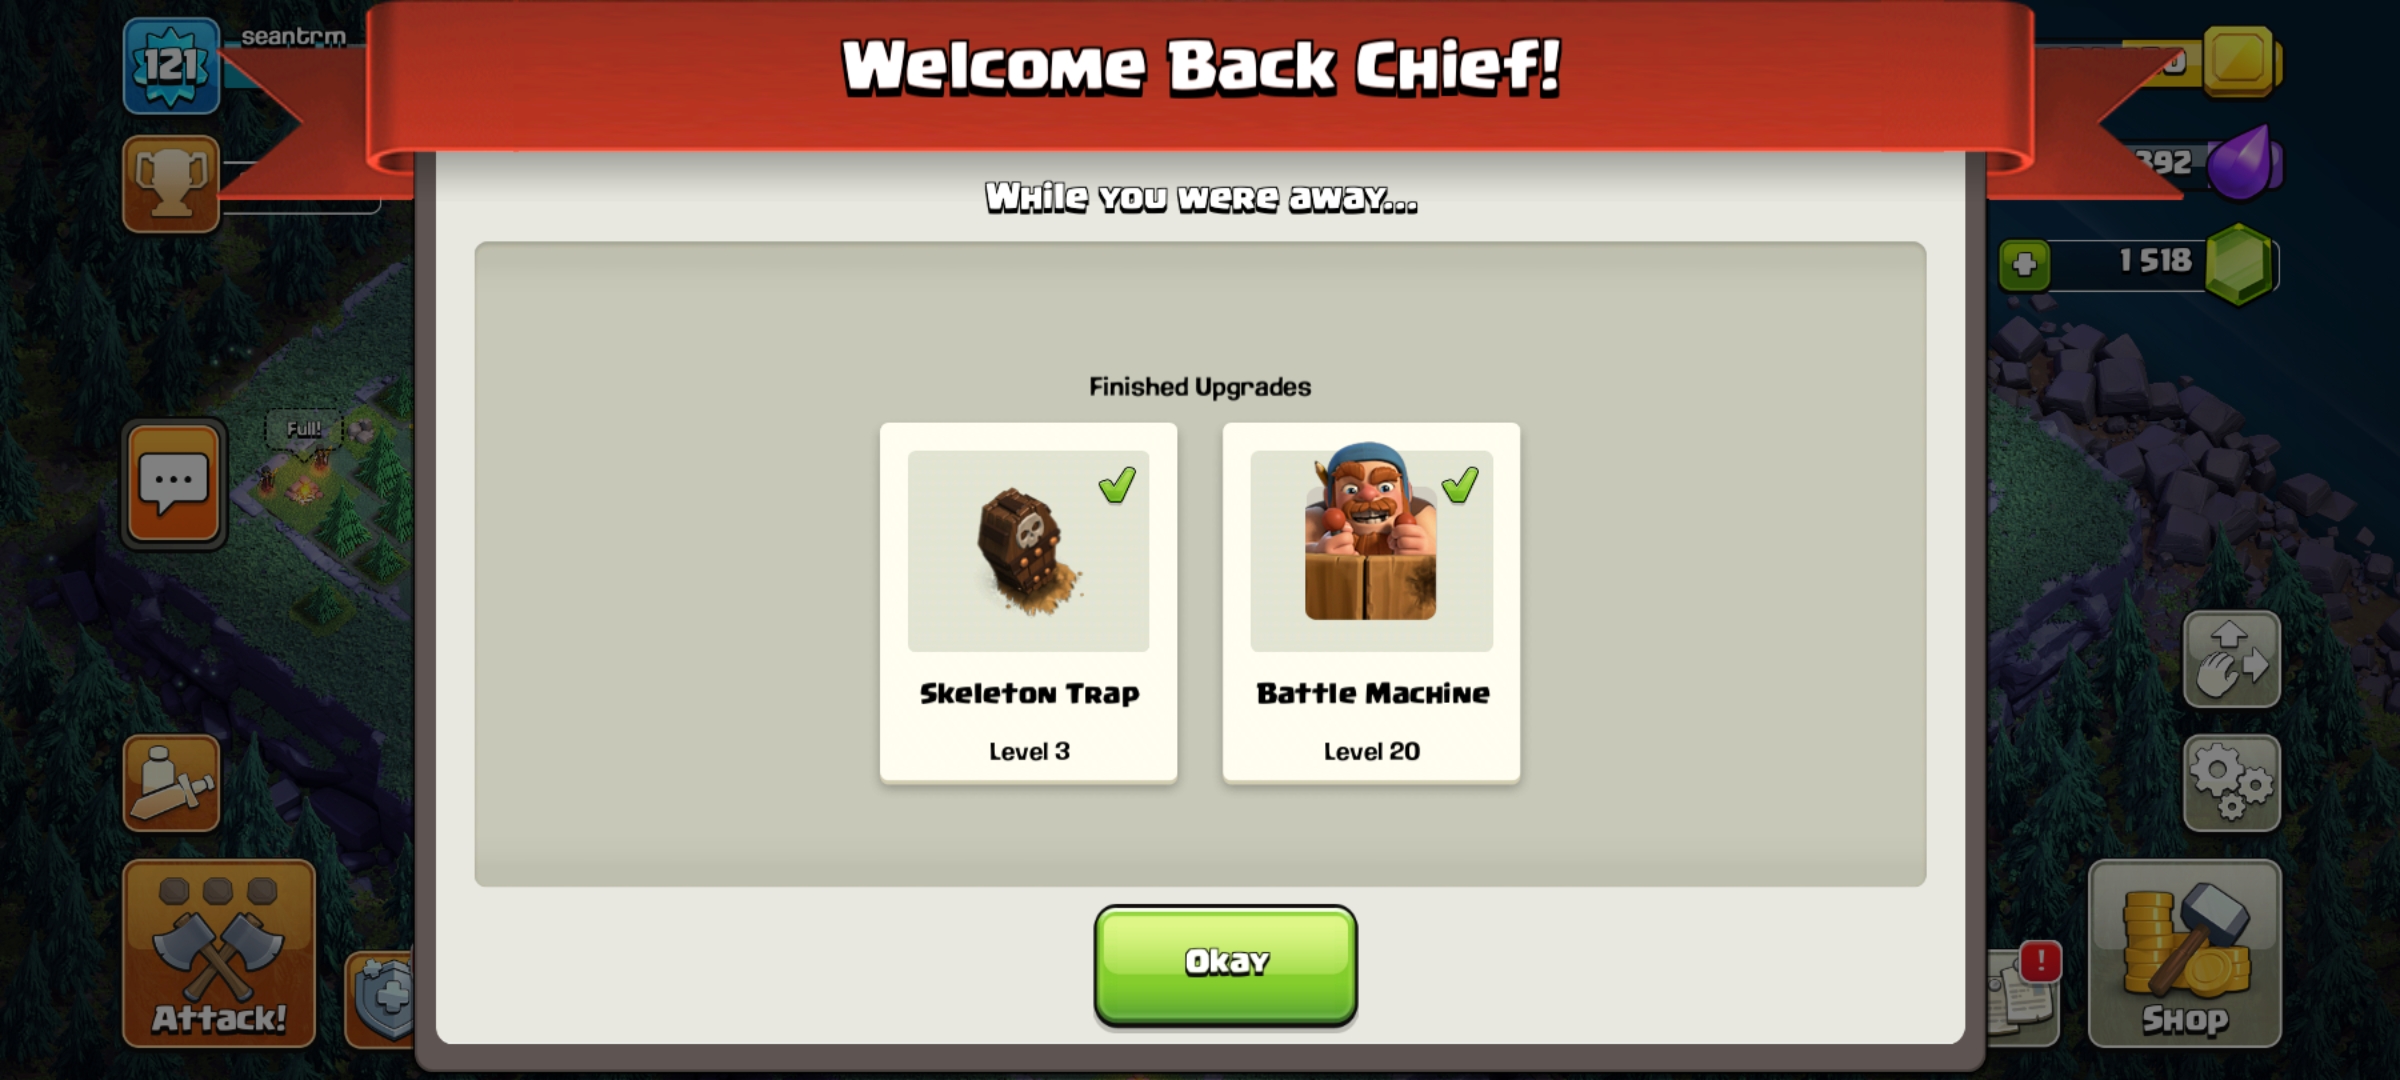 121
seantrm
Welcome Back Chief!
While you were away...
392
1 518
Full!
Finished Upgrades
Skeleton Trap
Battle Machine
Level 3
Level 20
Okay
Attack!
!
Shop